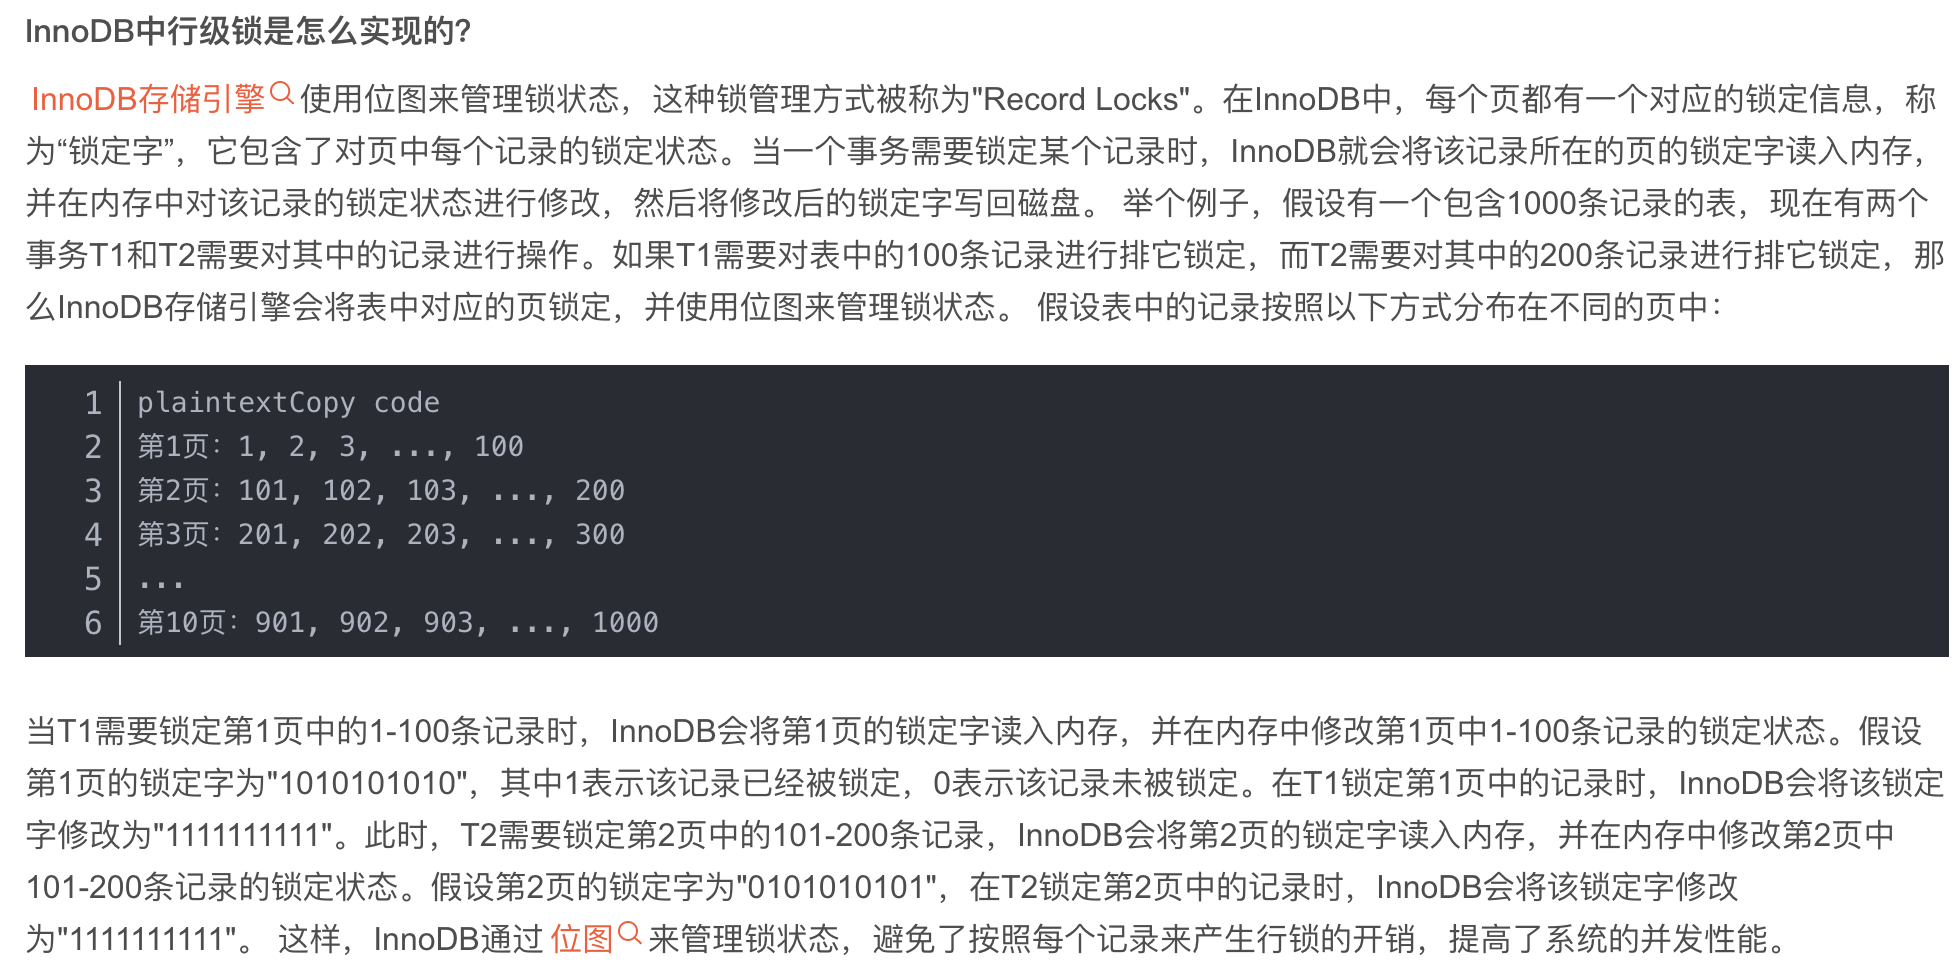 InnoDB中行级锁是怎么实现的?
InnoDB存储引擎 使用位图来管理锁状态，这种锁管理方式被称为"Record Locks"。在InnoDB中，每个页都有一个对应的锁定信息，称
为“锁定字”，它包含了对页中每个记录的锁定状态。当一个事务需要锁定某个记录时，InnoDB就会将该记录所在的页的锁定字读入内存，
并在内存中对该记录的锁定状态进行修改，然后将修改后的锁定字写回磁盘。 举个例子，假设有一个包含1000条记录的表，现在有两个
事务T1和T2需要对其中的记录进行操作。如果T1需要对表中的100条记录进行排它锁定，而T2需要对其中的200条记录进行排它锁定，那
么InnoDB存储引擎会将表中对应的页锁定，并使用位图来管理锁状态。 假设表中的记录按照以下方式分布在不同的页中：
1 plaintextCopy code
2 第1页：1, 2, 3, ..., 100
3 第2页：101, 102, 103, ..., 200
4 第3页：201, 202, 203, ..., 300
5 ...
6 第10页：901, 902, 903, ..., 1000
当T1需要锁定第1页中的1-100条记录时，InnoDB会将第1页的锁定字读入内存，并在内存中修改第1页中1-100条记录的锁定状态。假设
第1页的锁定字为"1010101010"，其中1表示该记录已经被锁定，0表示该记录未被锁定。在T1锁定第1页中的记录时，InnoDB会将该锁定
字修改为"1111111111"。此时，T2需要锁定第2页中的101-200条记录，InnoDB会将第2页的锁定字读入内存，并在内存中修改第2页中
101-200条记录的锁定状态。假设第2页的锁定字为"0101010101"，在T2锁定第2页中的记录时，InnoDB会将该锁定字修改
为"1111111111"。 这样，InnoDB通过 位图 来管理锁状态，避免了按照每个记录来产生行锁的开销，提高了系统的并发性能。